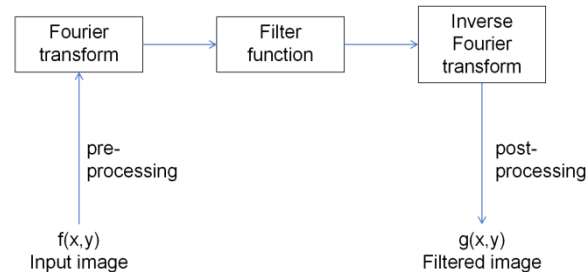 Fourier
transform
Filter
function
Inverse
Fourier
transform
pre-
processing
post-
processing
f(x,y)
Input image
g(x,y)
Filtered image